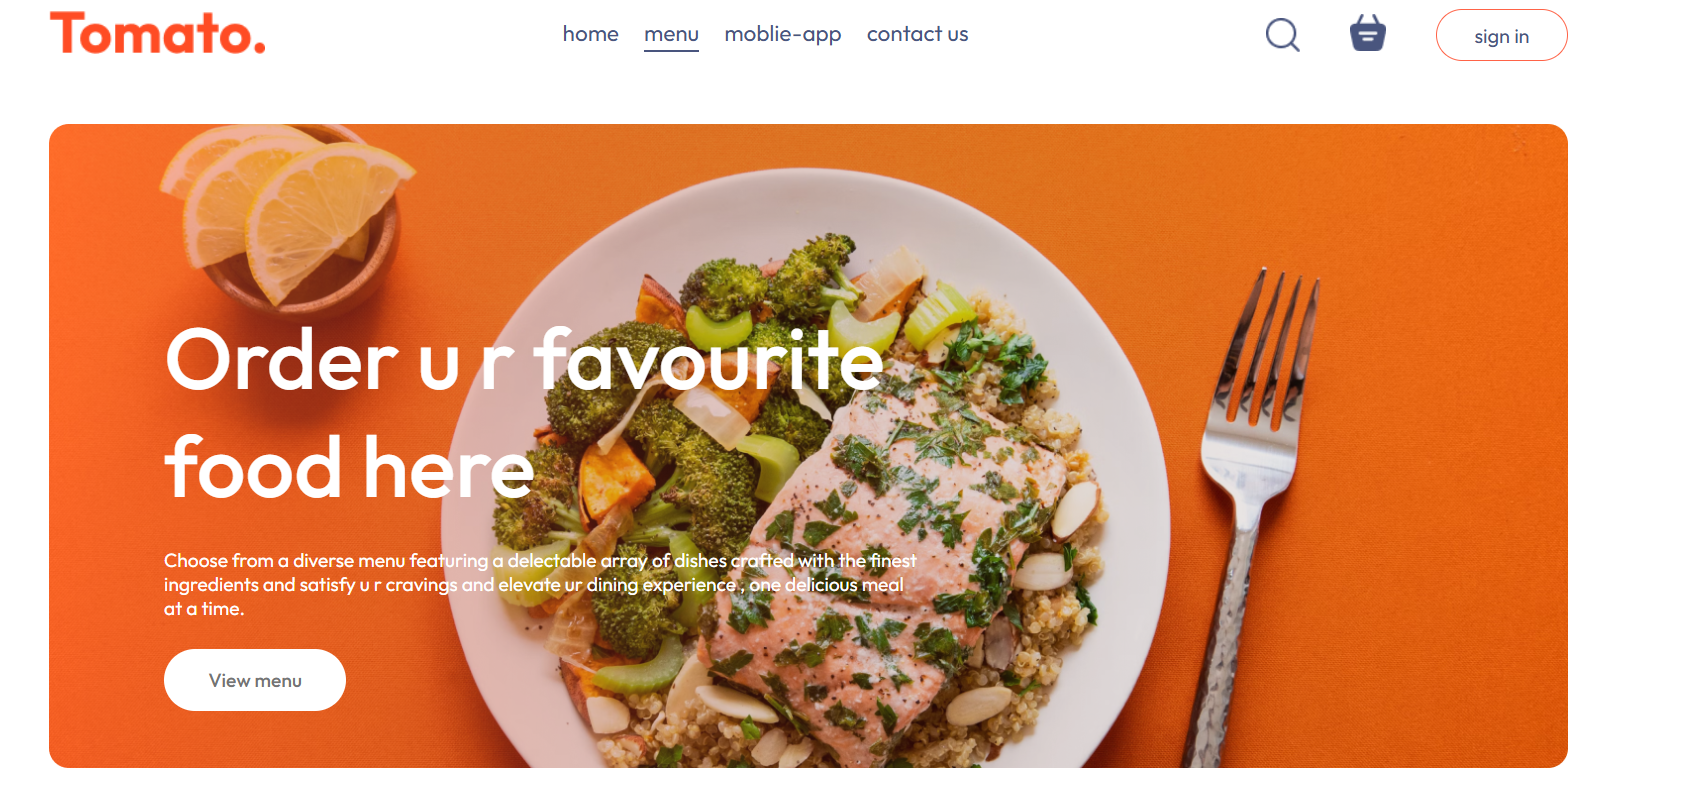 Tomato.
home menu moblie-app contact us
sign in
Order u r favourite
food here
Choose from a diverse menu featuring a delectable array of dishes crafted with the finest
ingredients and satisfy u r cravings and elevate ur dining experience , one delicious meal
at a time.
View menu